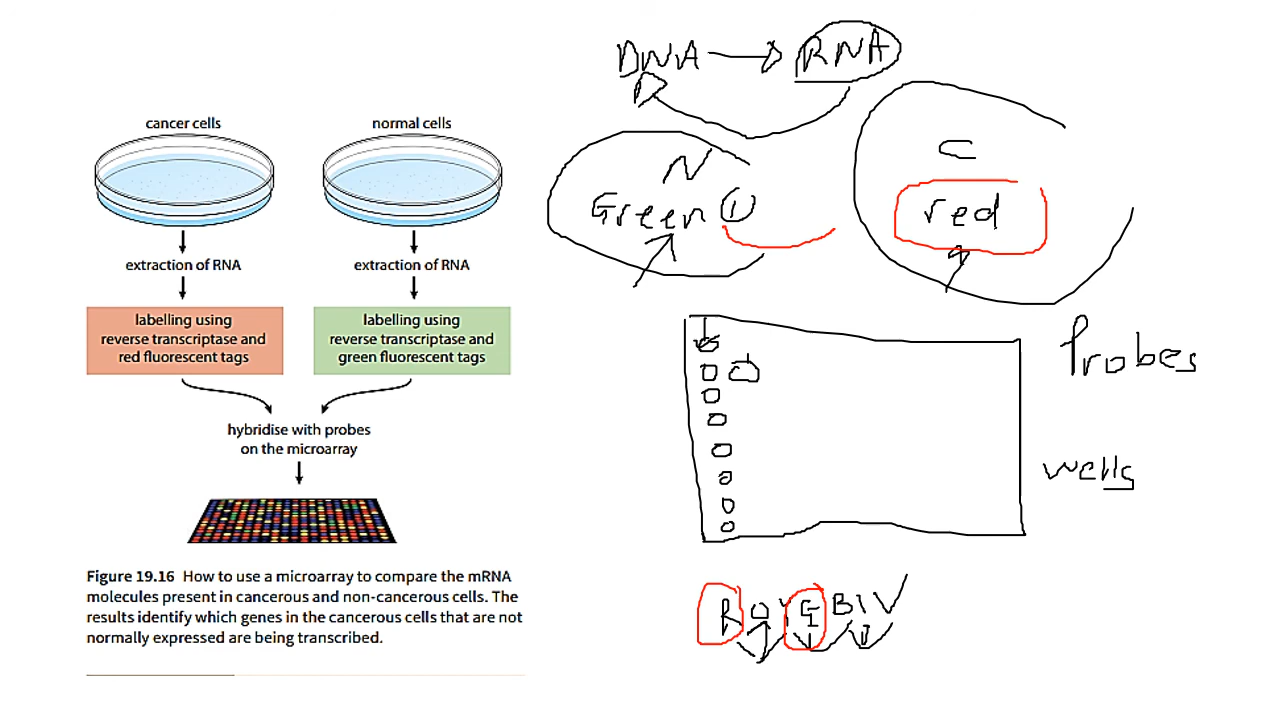 cancer cells
normal cells
extraction of RNA
extraction of RNA
labelling using
reverse transcriptase and
red fluorescent tags
labelling using
reverse transcriptase and
green fluorescent tags
hybridise with probes
on the microarray
Figure 19.16 How to use a microarray to compare the mRNA
molecules present in cancerous and non-cancerous cells. The
results identify which genes in the cancerous cells that are not
normally expressed are being transcribed.
DNA → RNA
N
Green ①
C
red
Probes
wells
R O Y G B I V